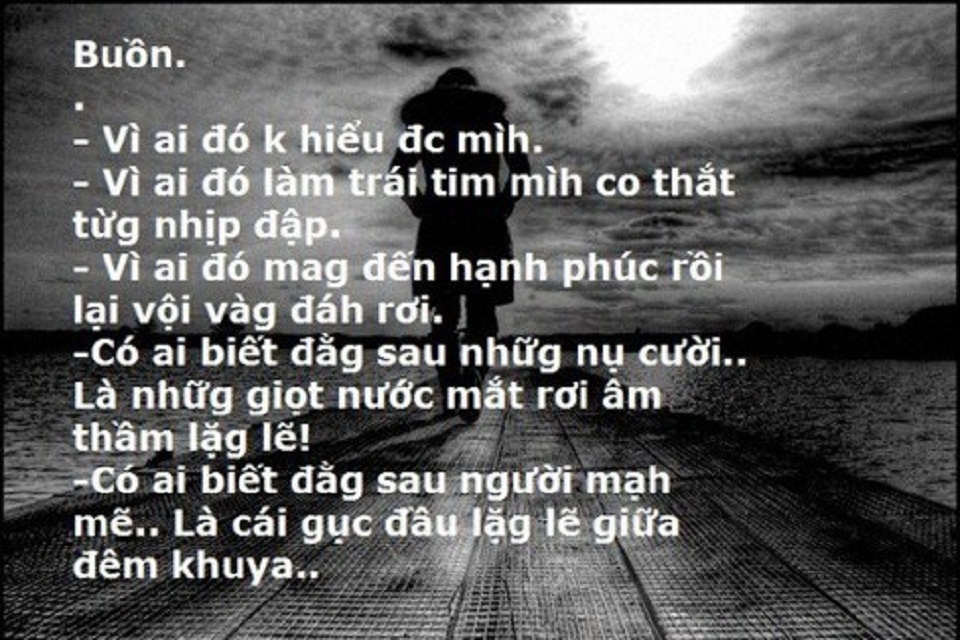 Buồn.
.
- Vì ai đó k hiểu đc mìh.
- Vì ai đó làm trái tim mìh co thắt
từg nhịp đập.
- Vì ai đó mag đến hạnh phúc rồi
lại vội vàg đáh rơi.
-Có ai biết đằg sau nhữg nụ cười..
Là nhữg giọt nước mắt rơi âm
thầm lặg lẽ!
-Có ai biết đằg sau người mạh
mẽ.. Là cái gục đầu lặg lẽ giữa
đêm khuya..